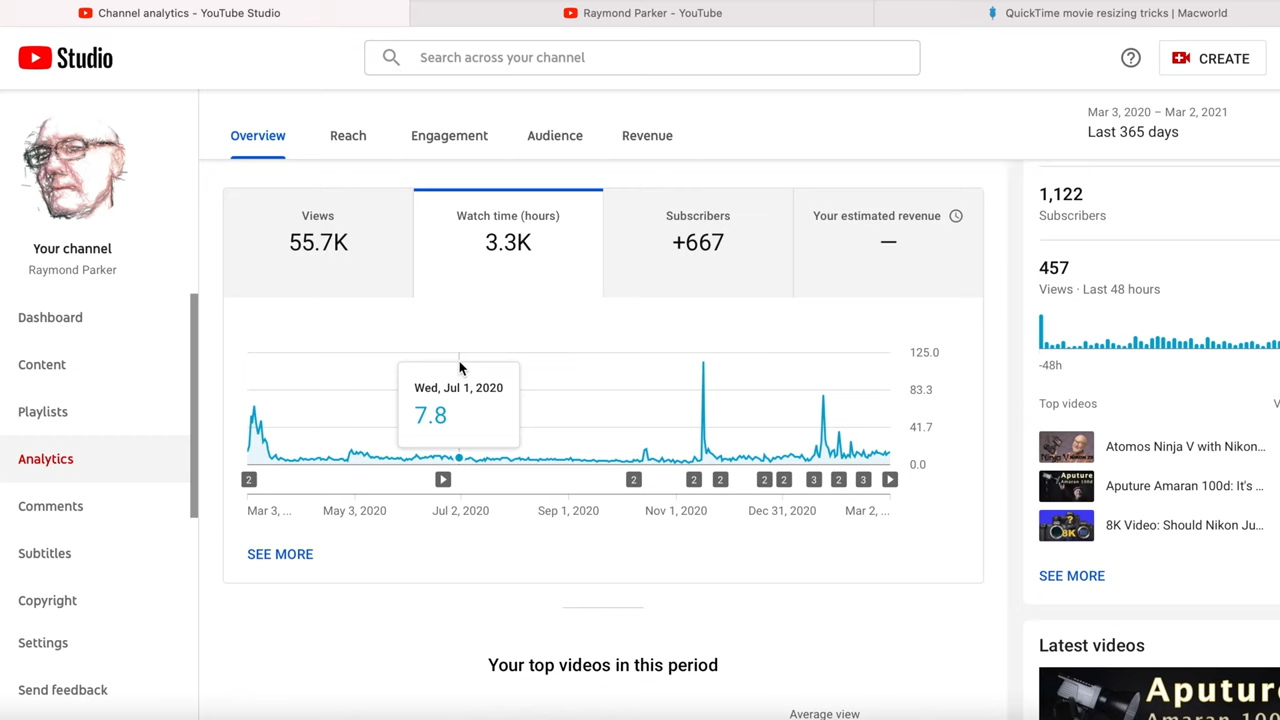 Channel analytics - YouTube Studio
Raymond Parker - YouTube
QuickTime movie resizing tricks | Macworld
Studio
Search across your channel
CREATE
Your channel
Raymond Parker
Dashboard
Content
Playlists
Analytics
Comments
Subtitles
Copyright
Settings
Send feedback
Overview
Reach
Engagement
Audience
Revenue
Mar 3, 2020 – Mar 2, 2021
Last 365 days
Views
55.7K
Watch time (hours)
3.3K
Subscribers
+667
Your estimated revenue
—
125.0
83.3
41.7
0.0
Wed, Jul 1, 2020
7.8
2 2 2 2 2 3 2 3
Mar 3, ... May 3, 2020 Jul 2, 2020 Sep 1, 2020 Nov 1, 2020 Dec 31, 2020 Mar 2, ...
SEE MORE
Your top videos in this period
Average view
1,122
Subscribers
457
Views · Last 48 hours
-48h
Top videos
V
Atomos Ninja V with Nikon...
Aputure
Amaran 100d
Aputure Amaran 100d: It's ...
8K
8K Video: Should Nikon Ju...
SEE MORE
Latest videos
Aputur
Amaran 100